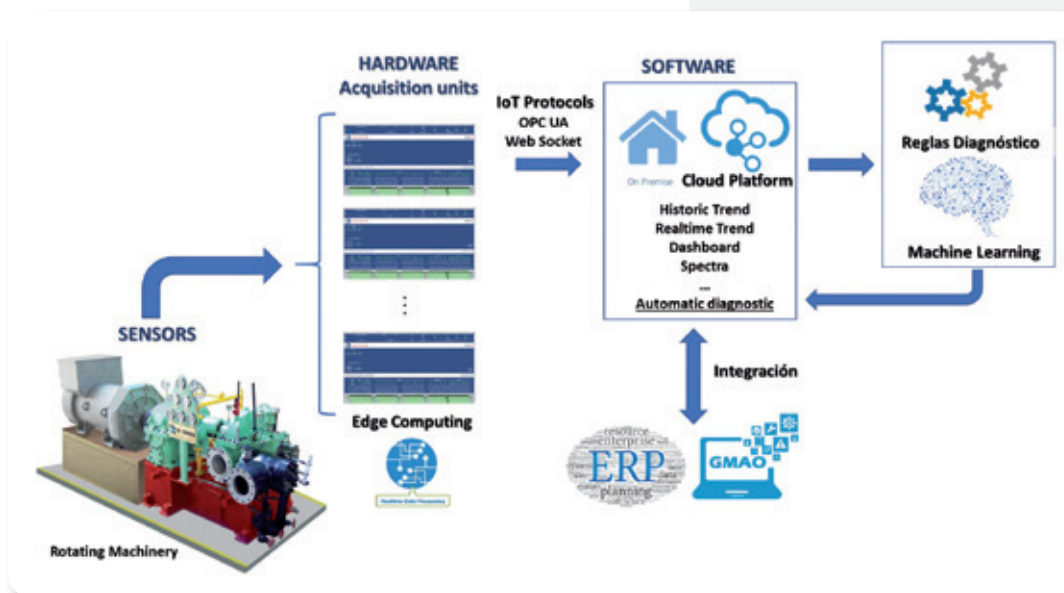 HARDWARE
Acquisition units
IoT Protocols
OPC UA
Web Socket
SOFTWARE
On Premise
Cloud Platform
Historic Trend
Realtime Trend
Dashboard
Spectra
...
Automatic diagnostic
Reglas Diagnóstico
Machine Learning
SENSORS
Rotating Machinery
Edge Computing
Integración
resource
enterprise
ERP
planning
GMAO